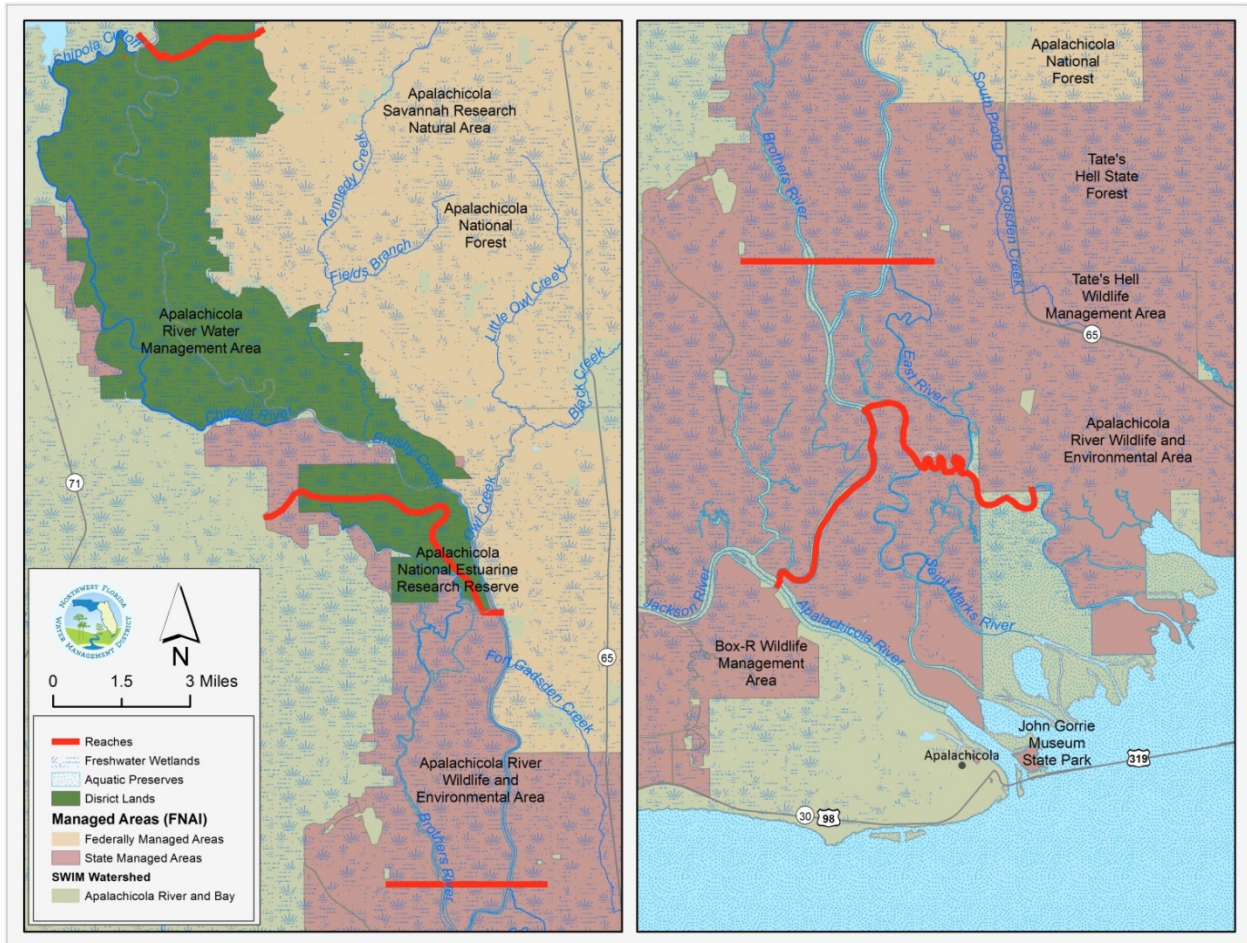 Chipola Cutoff
Apalachicola
Savannah Research
Natural Area
Kennedy Creek
Apalachicola
National
Forest
Fields Branch
Little Owl Creek
Apalachicola
River Water
Management Area
Black Creek
Chipola River
Brushy Creek
71
Owl Creek
Apalachicola
National Estuarine
Research Reserve
65
Fort Gadsden Creek
Apalachicola River
Wildlife and
Environmental Area
Brothers River
NORTHWEST FLORIDA
WATER MANAGEMENT DISTRICT
N
0 1.5 3 Miles
Reaches
Freshwater Wetlands
Aquatic Preserves
Disrict Lands
Managed Areas (FNAI)
Federally Managed Areas
State Managed Areas
SWIM Watershed
Apalachicola River and Bay
Apalachicola
National
Forest
South Prong Fort Godsden Creek
Brothers River
Tate's
Hell State
Forest
Tate's Hell
Wildlife
Management Area
65
East River
Apalachicola
River Wildlife and
Environmental Area
Jackson River
Saint Marks River
Apalachicola River
Box-R Wildlife
Management
Area
John Gorrie
Museum
State Park
Apalachicola
319
30 98